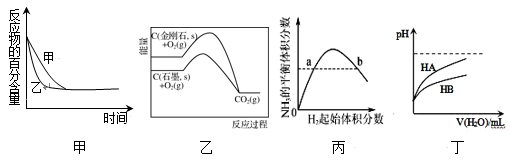 反应物的百分含量
甲
乙
时间
甲
能量
C(金刚石, s)
+O₂(g)
C(石墨, s)
+O₂(g)
CO₂(g)
反应过程
乙
NH₃的平衡体积分数
a
b
0
H₂起始体积分数
丙
pH
HA
HB
V(H₂O)/mL
丁